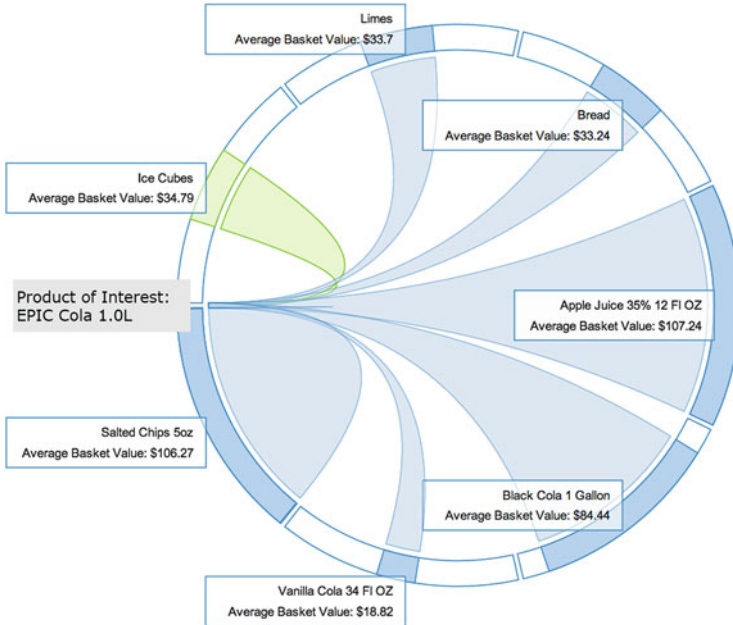 Limes
Average Basket Value: $33.7
Bread
Average Basket Value: $33.24
Ice Cubes
Average Basket Value: $34.79
Product of Interest:
EPIC Cola 1.0L
Apple Juice 35% 12 Fl OZ
Average Basket Value: $107.24
Salted Chips 5oz
Average Basket Value: $106.27
Black Cola 1 Gallon
Average Basket Value: $84.44
Vanilla Cola 34 Fl OZ
Average Basket Value: $18.82